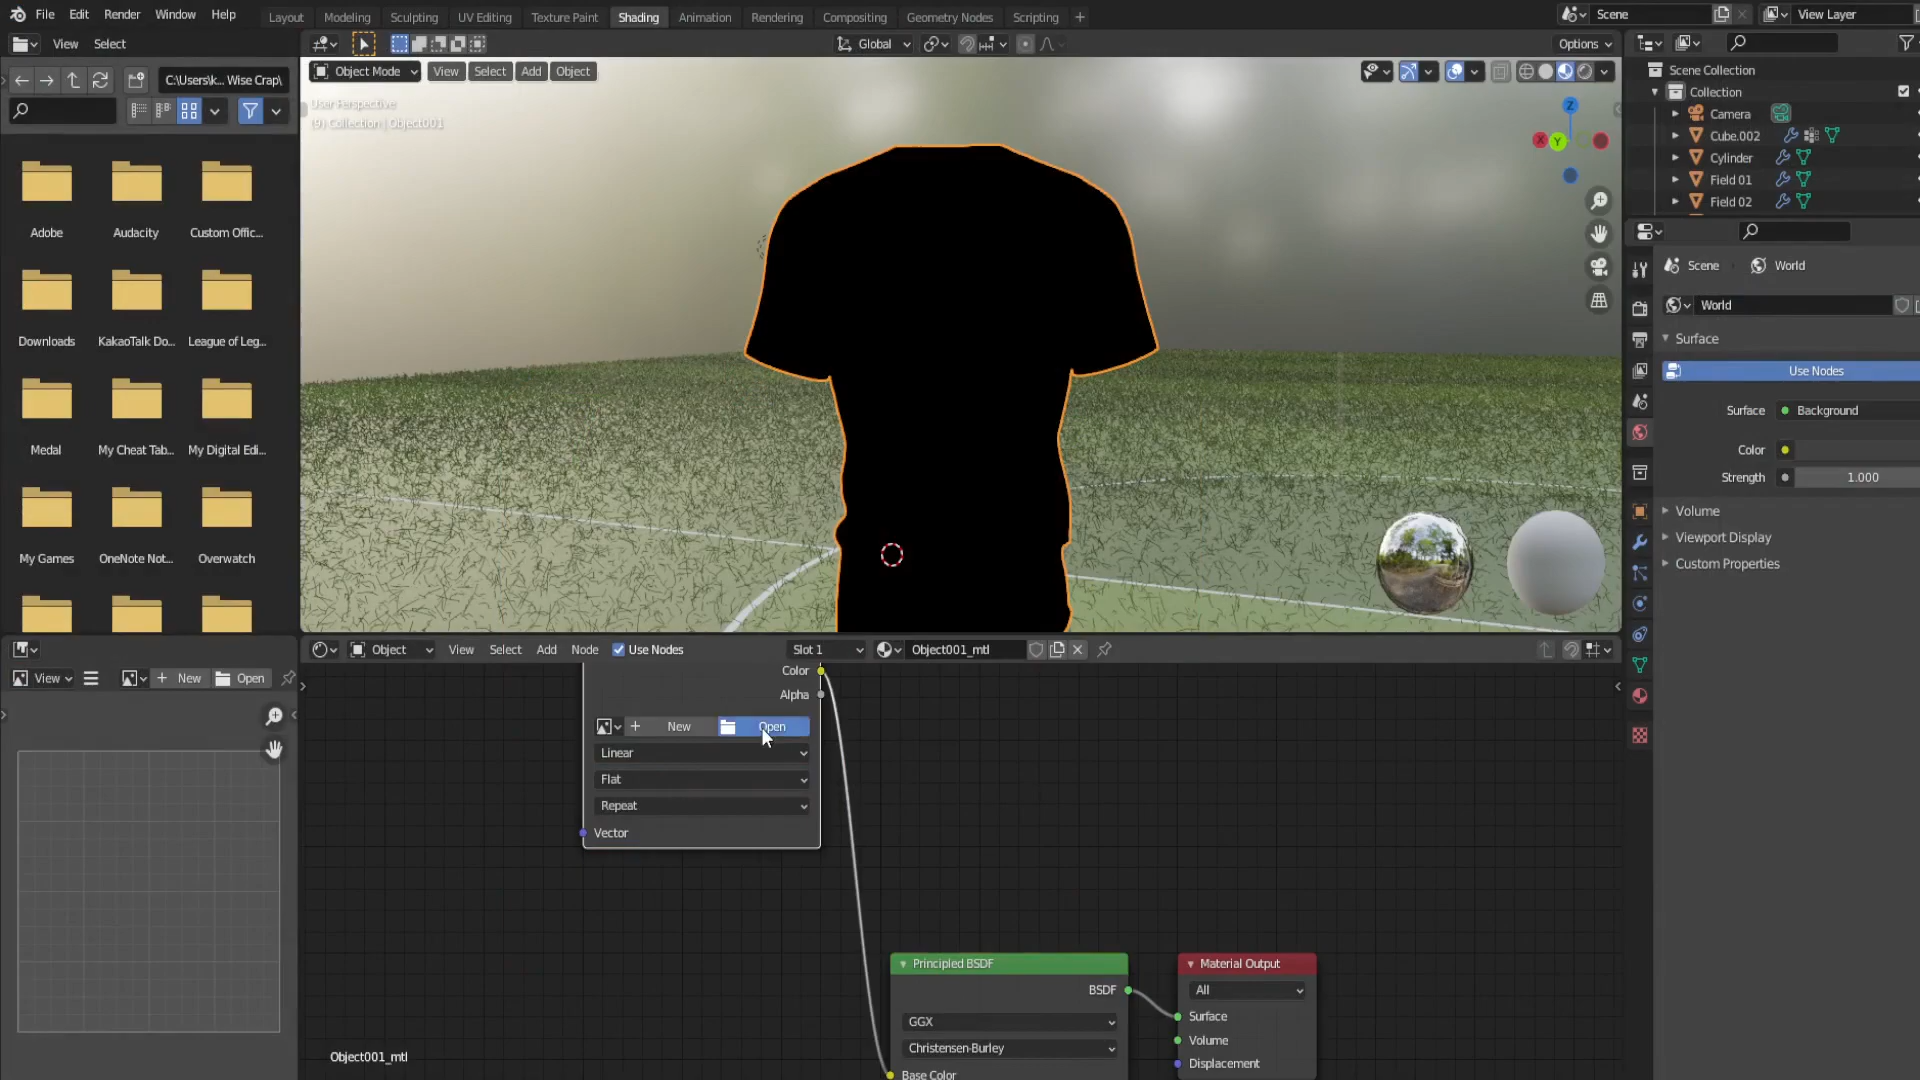 File Edit Render Window Help
Layout Modeling Sculpting UV Editing Texture Paint Shading Animation Rendering Compositing Geometry Nodes Scripting +
Scene
View Layer
View Select
Global
Options
C:\Users\k... Wise Crap\
Object Mode View Select Add Object
User Perspective
(9) Collection | Object001
Z
X
Y
Adobe
Audacity
Custom Offic...
Downloads
KakaoTalk Do...
League of Leg...
Medal
My Cheat Tab...
My Digital Edi...
My Games
OneNote Not...
Overwatch
Scene Collection
Collection
Camera
Cube.002
Cylinder
Field 01
Field 02
Scene
World
World
Surface
Use Nodes
Surface
Background
Color
Strength
1.000
Volume
Viewport Display
Custom Properties
View
New
Open
Object View Select Add Node Use Nodes Slot 1 Object001_mtl
Color
Alpha
New
Open
Linear
Flat
Repeat
Vector
Principled BSDF
BSDF
GGX
Christensen-Burley
Base Color
Material Output
All
Surface
Volume
Displacement
Object001_mtl